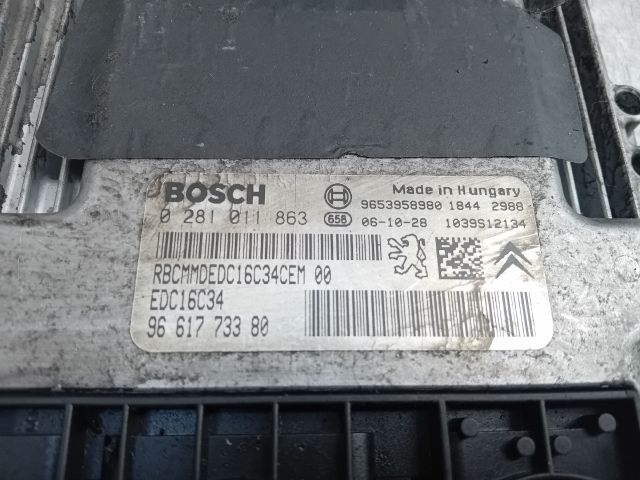 BOSCH
Made in Hungary
9653958980 1844 2988
0 281 011 863 658 06-10-28 1039S12134
RBCMMDEDC16C34CEM 00
EDC16C34
96 617 733 80